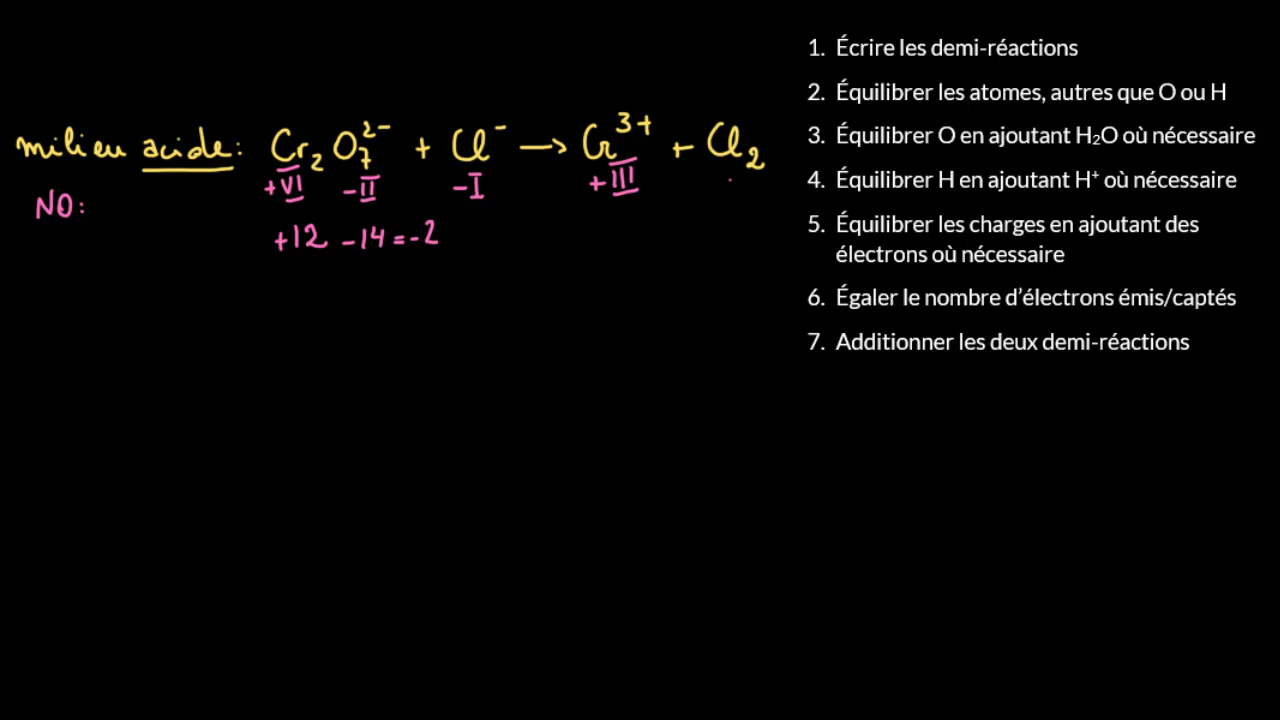 milieu acide: Cr₂O₇²⁻ + Cl⁻ → Cr³⁺ + Cl₂
NO: +VI -II -I +III
+12 -14 = -2
1. Écrire les demi-réactions
2. Équilibrer les atomes, autres que O ou H
3. Équilibrer O en ajoutant H₂O où nécessaire
4. Équilibrer H en ajoutant H⁺ où nécessaire
5. Équilibrer les charges en ajoutant des
électrons où nécessaire
6. Égaler le nombre d’électrons émis/captés
7. Additionner les deux demi-réactions